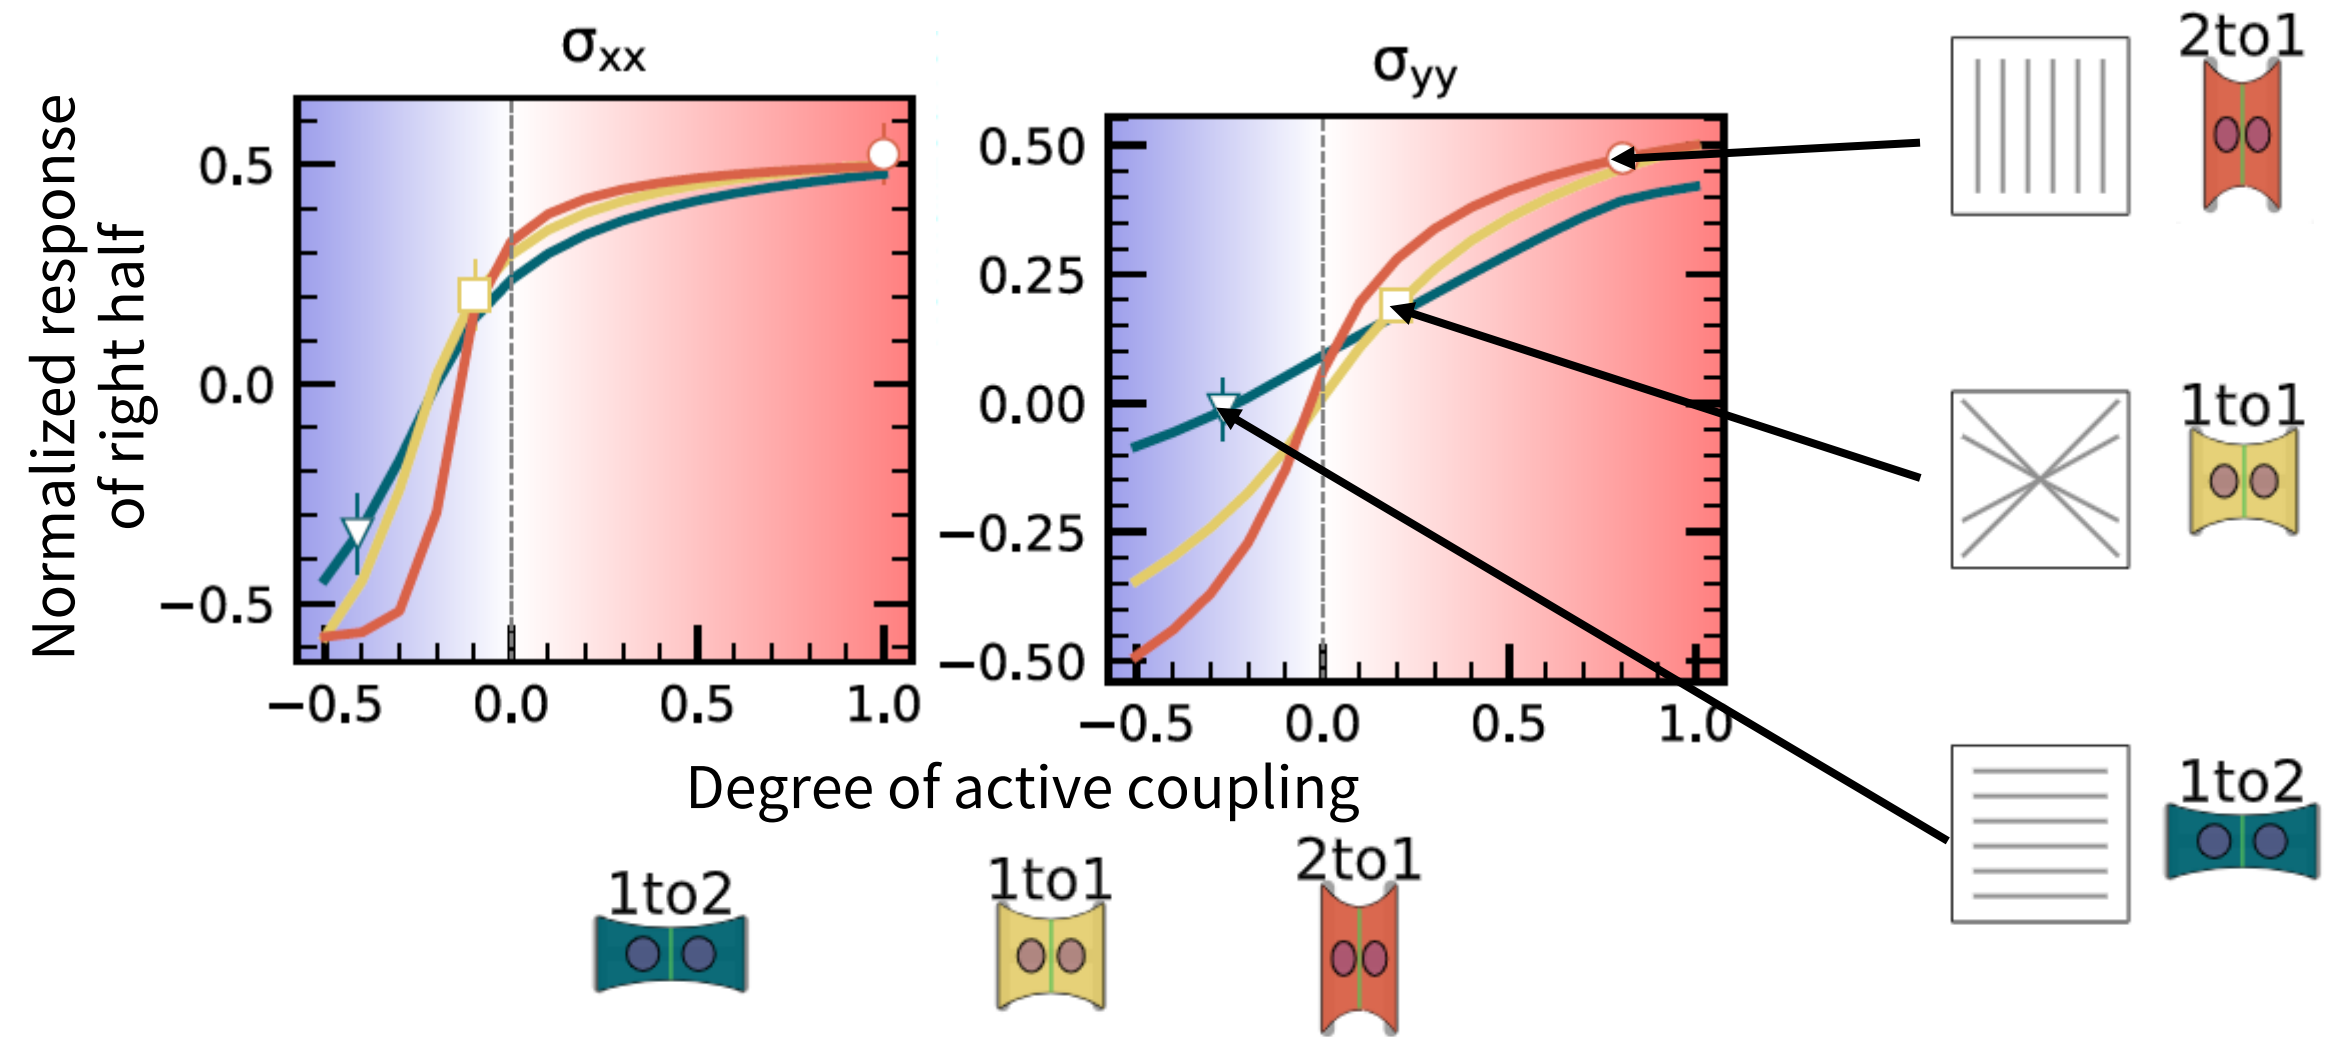 σxx
σyy
Normalized response
of right half
0.5
0.0
−0.5
−0.5
0.0
0.5
1.0
0.50
0.25
0.00
−0.25
−0.50
−0.5
0.0
0.5
1.0
Degree of active coupling
1to2
1to1
2to1
2to1
1to1
1to2